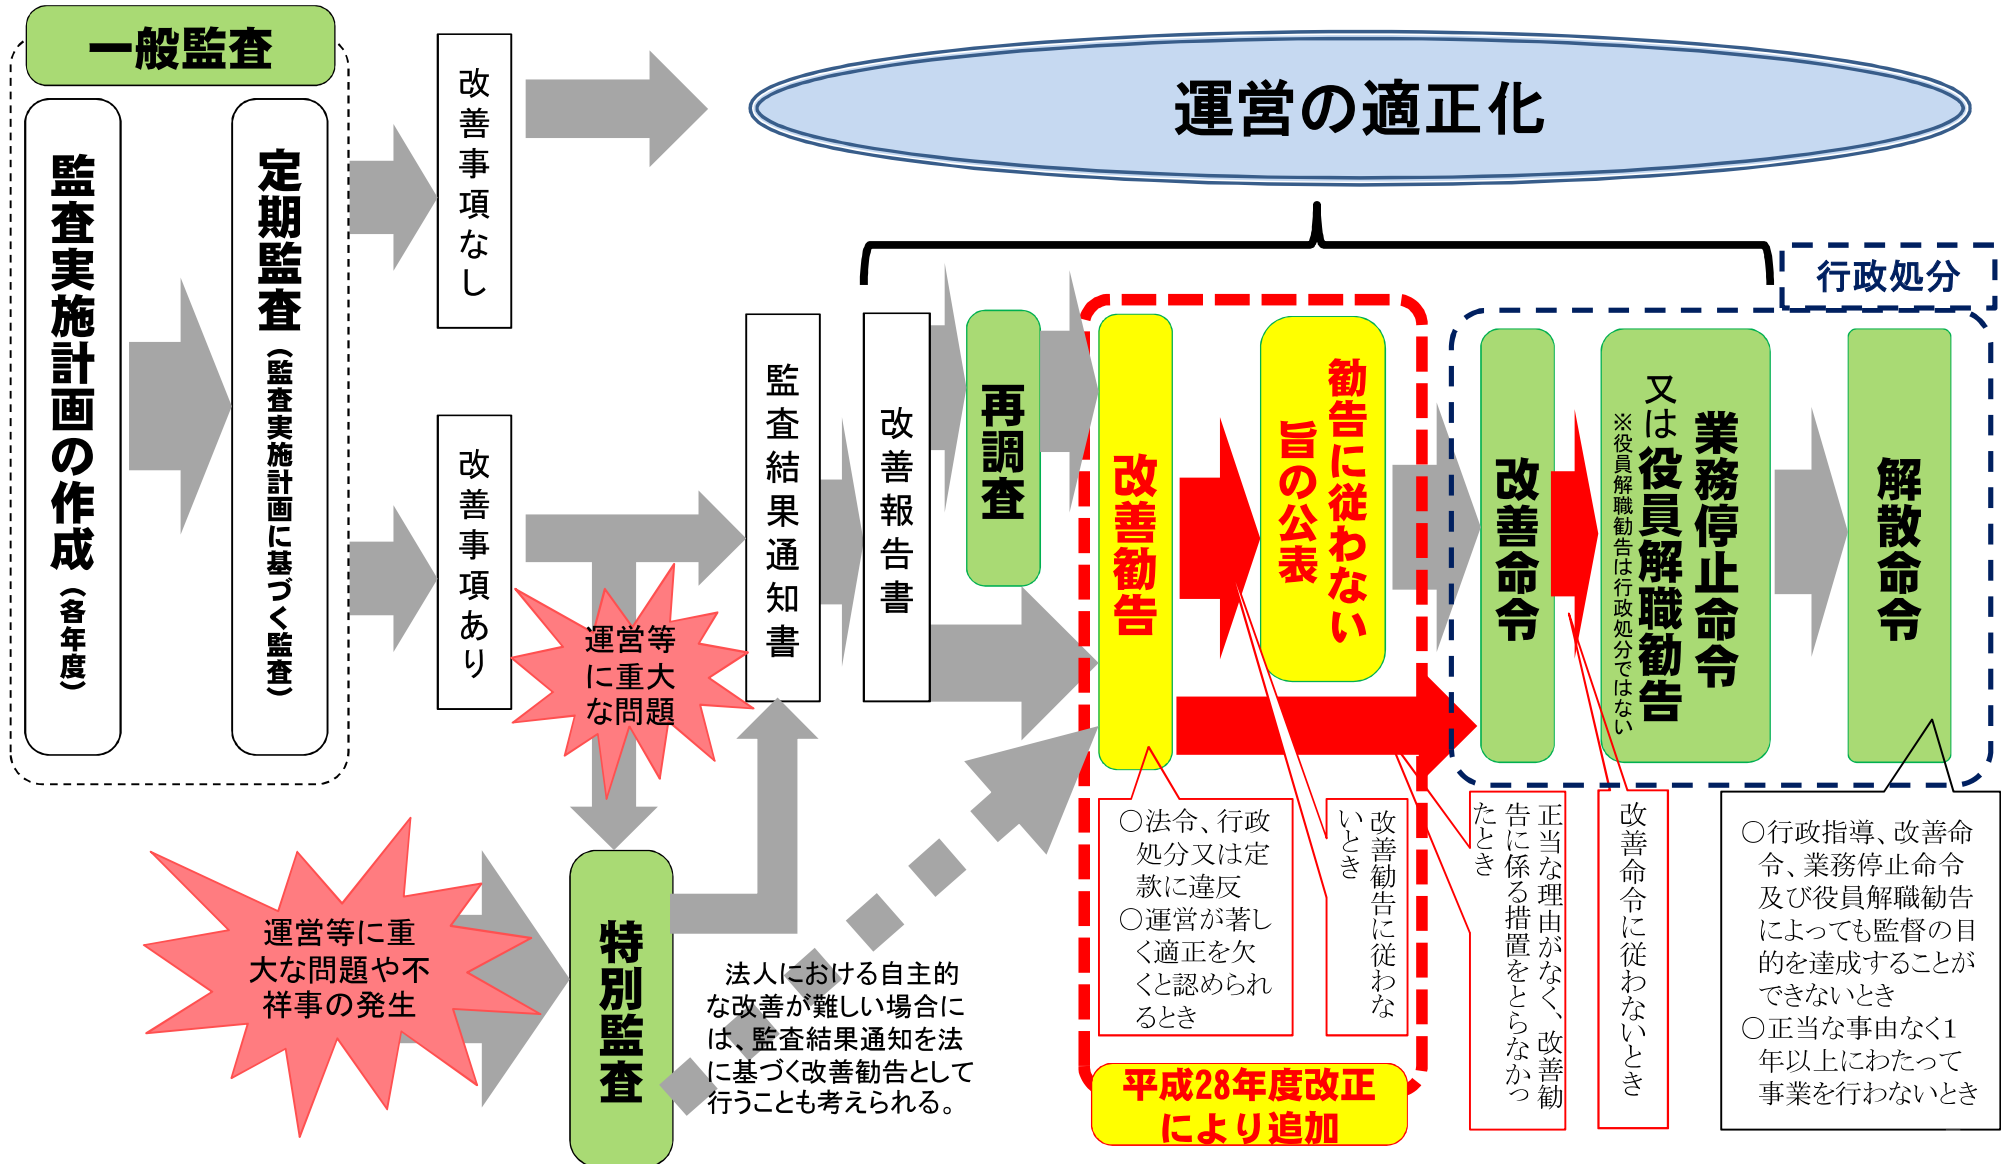 一般監査
監査実施計画の作成（各年度）
定期監査（監査実施計画に基づく監査）
改善事項なし
運営の適正化
改善事項あり
運営等
に重大
な問題
運営等に重
大な問題や不
祥事の発生
特別監査
監査結果通知書
改善報告書
再調査
改善勧告
勧告に従わない
旨の公表
行政処分
改善命令
業務停止命令
又は役員解職勧告
※役員解職勧告は行政処分ではない
解散命令
法人における自主的
な改善が難しい場合に
は、監査結果通知を法
に基づく改善勧告として
行うことも考えられる。
○法令、行政
処分又は定
款に違反
○運営が著し
く適正を欠
くと認められ
るとき
改善勧告に従わな
いとき
正当な理由がなく、改善勧
告に係る措置をとらなかっ
たとき
改善命令に従わないとき
○行政指導、改善命
令、業務停止命令
及び役員解職勧告
によっても監督の目
的を達成することが
できないとき
○正当な事由なく1
年以上にわたって
事業を行わないとき
平成28年度改正
により追加